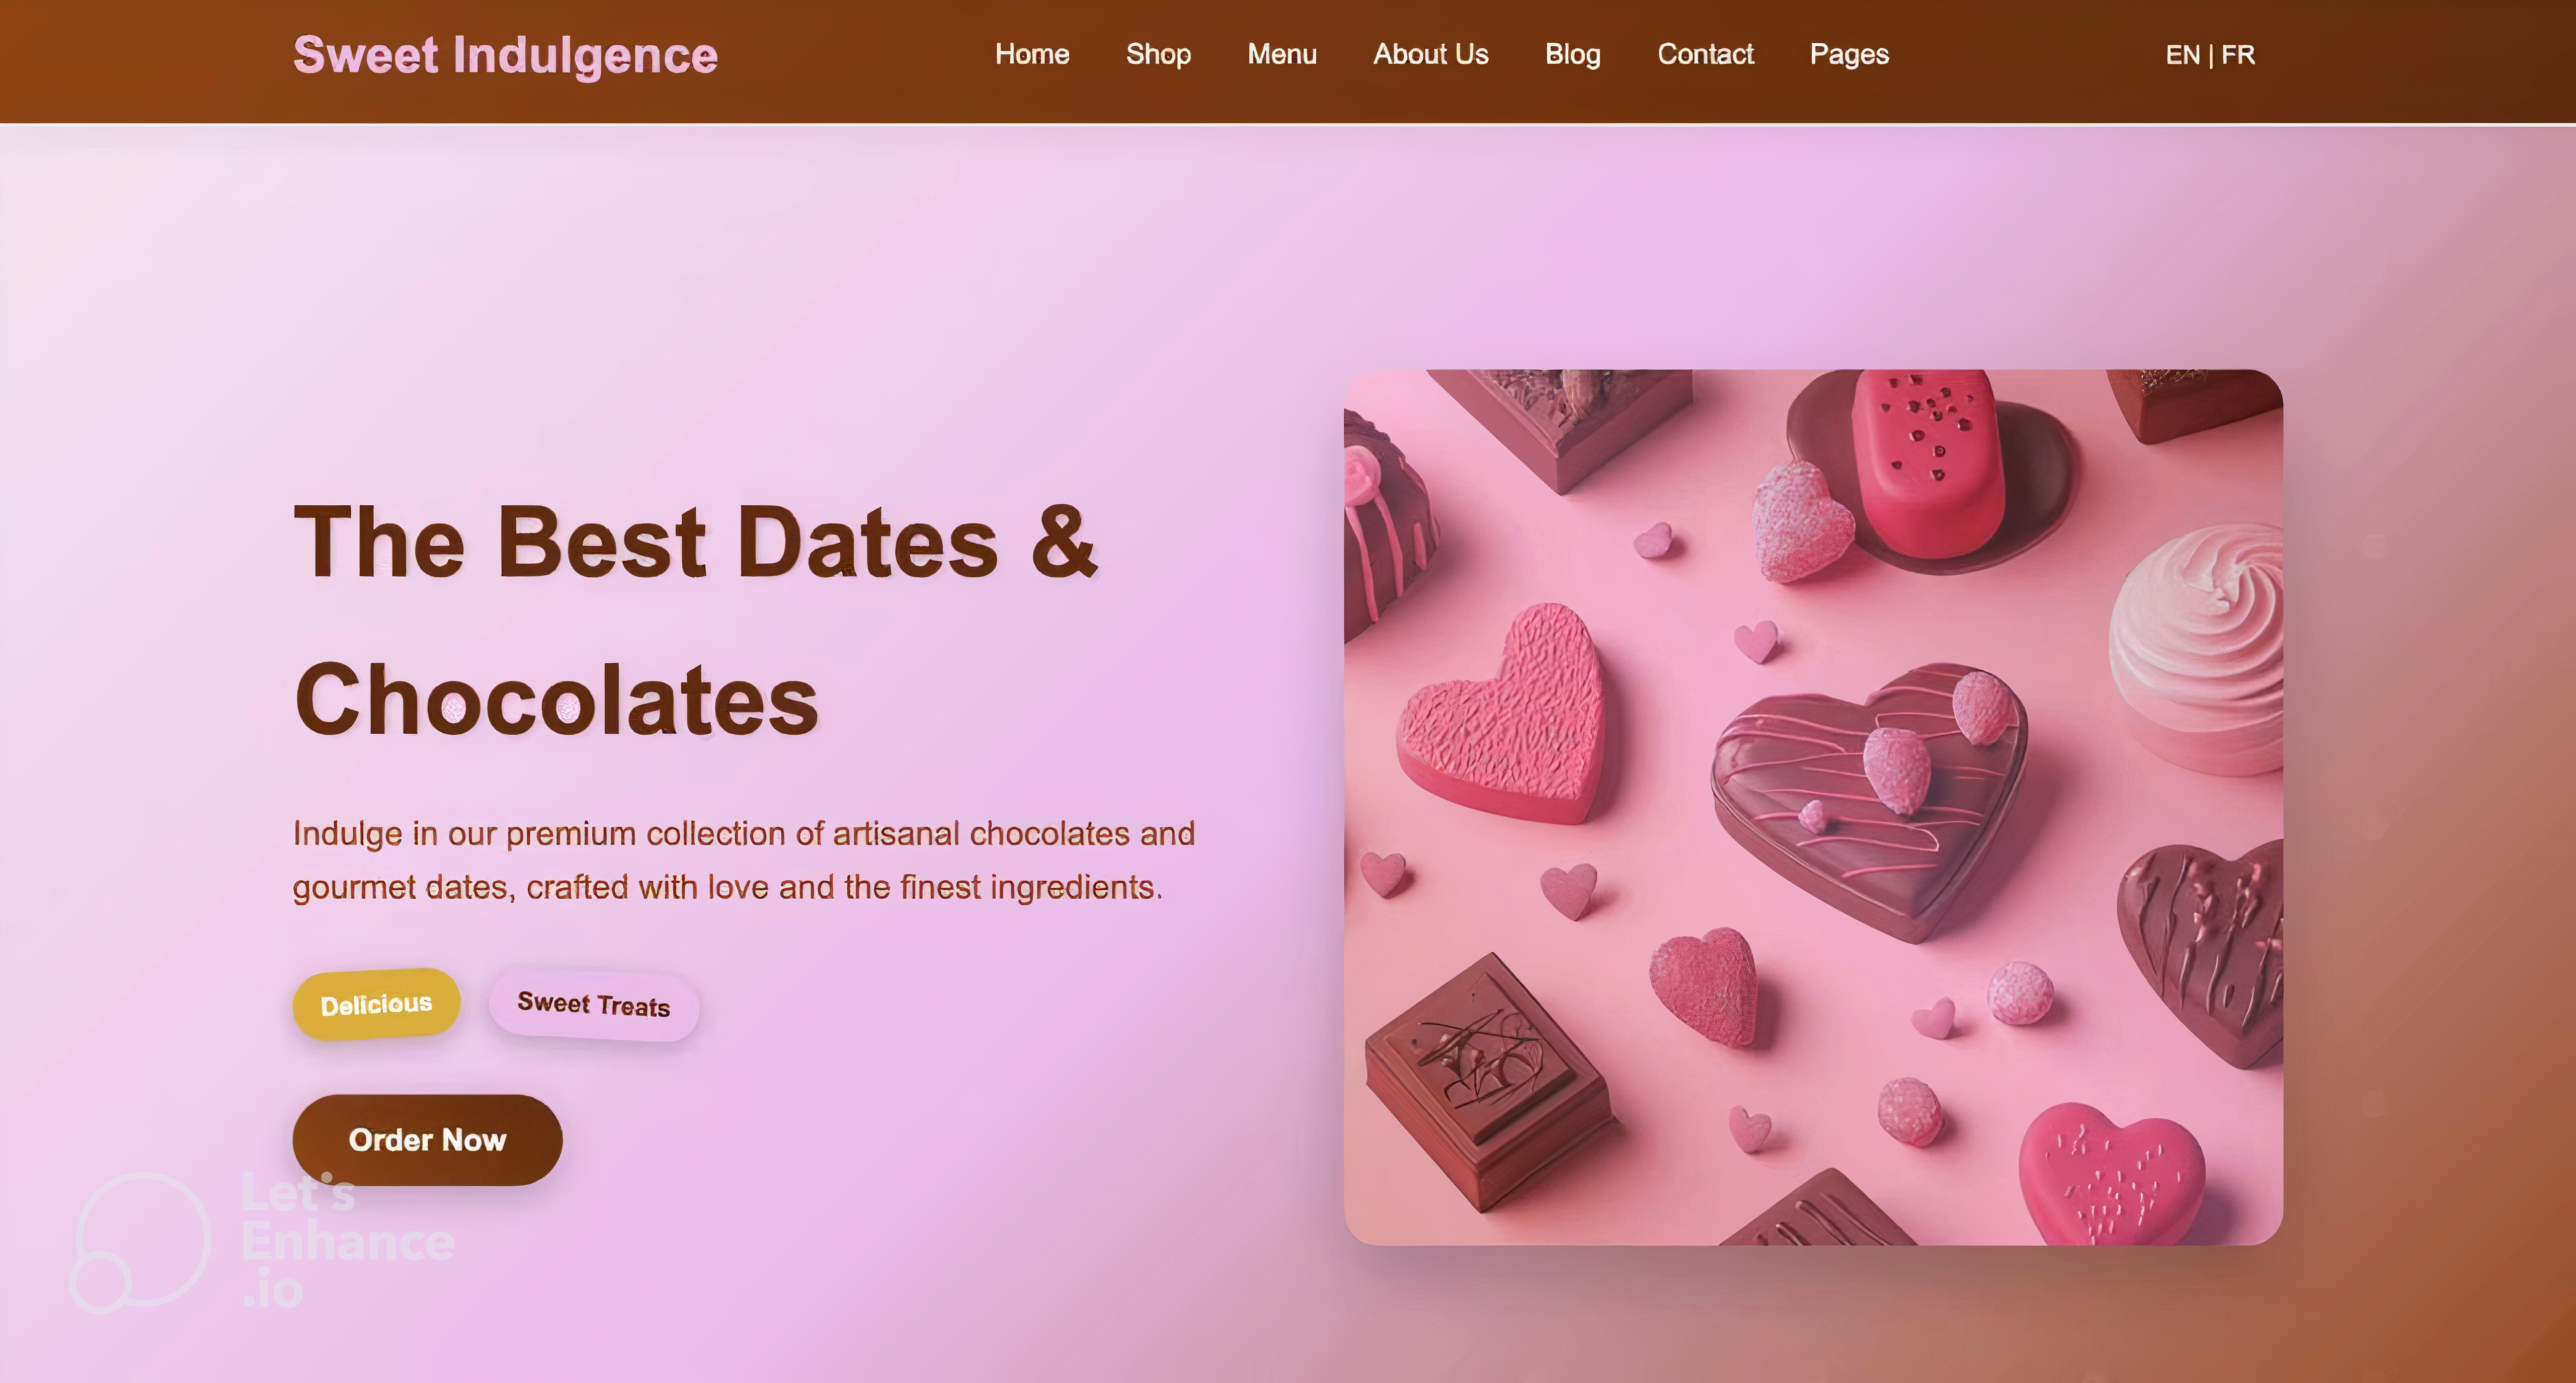 Sweet Indulgence
Home Shop Menu About Us Blog Contact Pages
EN | FR
The Best Dates &
Chocolates
Indulge in our premium collection of artisanal chocolates and
gourmet dates, crafted with love and the finest ingredients.
Delicious
Sweet Treats
Order Now
Let's
Enhance
.io